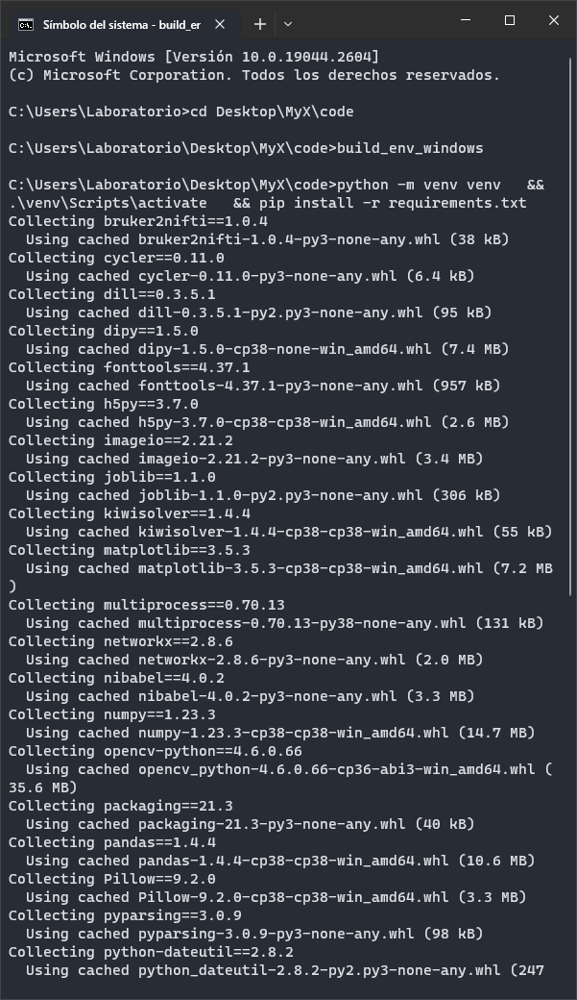 Símbolo del sistema - build_er
Microsoft Windows [Versión 10.0.19044.2604]
(c) Microsoft Corporation. Todos los derechos reservados.
C:\Users\Laboratorio>cd Desktop\MyX\code
C:\Users\Laboratorio\Desktop\MyX\code>build_env_windows
C:\Users\Laboratorio\Desktop\MyX\code>python -m venv venv   &&
.\venv\Scripts\activate   && pip install -r requirements.txt
Collecting bruker2nifti==1.0.4
  Using cached bruker2nifti-1.0.4-py3-none-any.whl (38 kB)
Collecting cycler==0.11.0
  Using cached cycler-0.11.0-py3-none-any.whl (6.4 kB)
Collecting dill==0.3.5.1
  Using cached dill-0.3.5.1-py2.py3-none-any.whl (95 kB)
Collecting dipy==1.5.0
  Using cached dipy-1.5.0-cp38-none-win_amd64.whl (7.4 MB)
Collecting fonttools==4.37.1
  Using cached fonttools-4.37.1-py3-none-any.whl (957 kB)
Collecting h5py==3.7.0
  Using cached h5py-3.7.0-cp38-cp38-win_amd64.whl (2.6 MB)
Collecting imageio==2.21.2
  Using cached imageio-2.21.2-py3-none-any.whl (3.4 MB)
Collecting joblib==1.1.0
  Using cached joblib-1.1.0-py2.py3-none-any.whl (306 kB)
Collecting kiwisolver==1.4.4
  Using cached kiwisolver-1.4.4-cp38-cp38-win_amd64.whl (55 kB)
Collecting matplotlib==3.5.3
  Using cached matplotlib-3.5.3-cp38-cp38-win_amd64.whl (7.2 MB
)
Collecting multiprocess==0.70.13
  Using cached multiprocess-0.70.13-py38-none-any.whl (131 kB)
Collecting networkx==2.8.6
  Using cached networkx-2.8.6-py3-none-any.whl (2.0 MB)
Collecting nibabel==4.0.2
  Using cached nibabel-4.0.2-py3-none-any.whl (3.3 MB)
Collecting numpy==1.23.3
  Using cached numpy-1.23.3-cp38-cp38-win_amd64.whl (14.7 MB)
Collecting opencv-python==4.6.0.66
  Using cached opencv_python-4.6.0.66-cp36-abi3-win_amd64.whl (
35.6 MB)
Collecting packaging==21.3
  Using cached packaging-21.3-py3-none-any.whl (40 kB)
Collecting pandas==1.4.4
  Using cached pandas-1.4.4-cp38-cp38-win_amd64.whl (10.6 MB)
Collecting Pillow==9.2.0
  Using cached Pillow-9.2.0-cp38-cp38-win_amd64.whl (3.3 MB)
Collecting pyparsing==3.0.9
  Using cached pyparsing-3.0.9-py3-none-any.whl (98 kB)
Collecting python-dateutil==2.8.2
  Using cached python_dateutil-2.8.2-py2.py3-none-any.whl (247